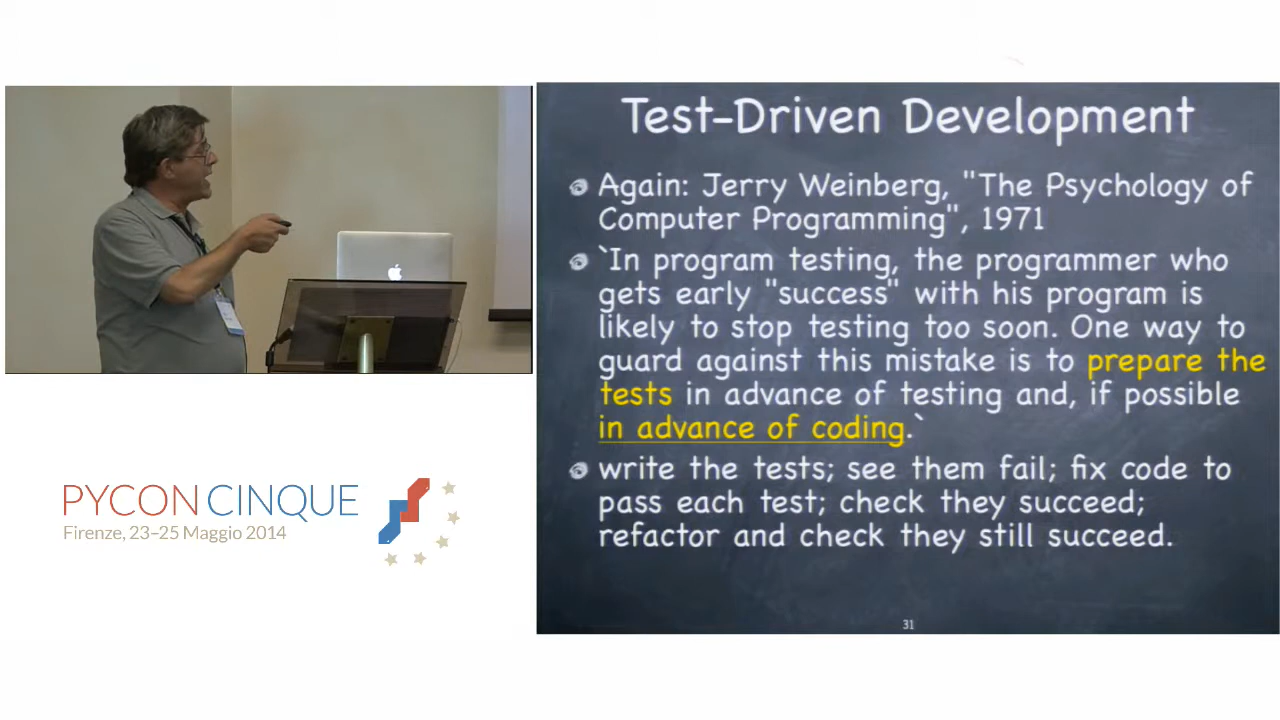 Test-Driven Development
Again: Jerry Weinberg, "The Psychology of
Computer Programming", 1971
`In program testing, the programmer who
gets early "success" with his program is
likely to stop testing too soon. One way to
guard against this mistake is to prepare the
tests in advance of testing and, if possible
in advance of coding.`
write the tests; see them fail; fix code to
pass each test; check they succeed;
refactor and check they still succeed.
31
PYCON CINQUE
Firenze, 23-25 Maggio 2014